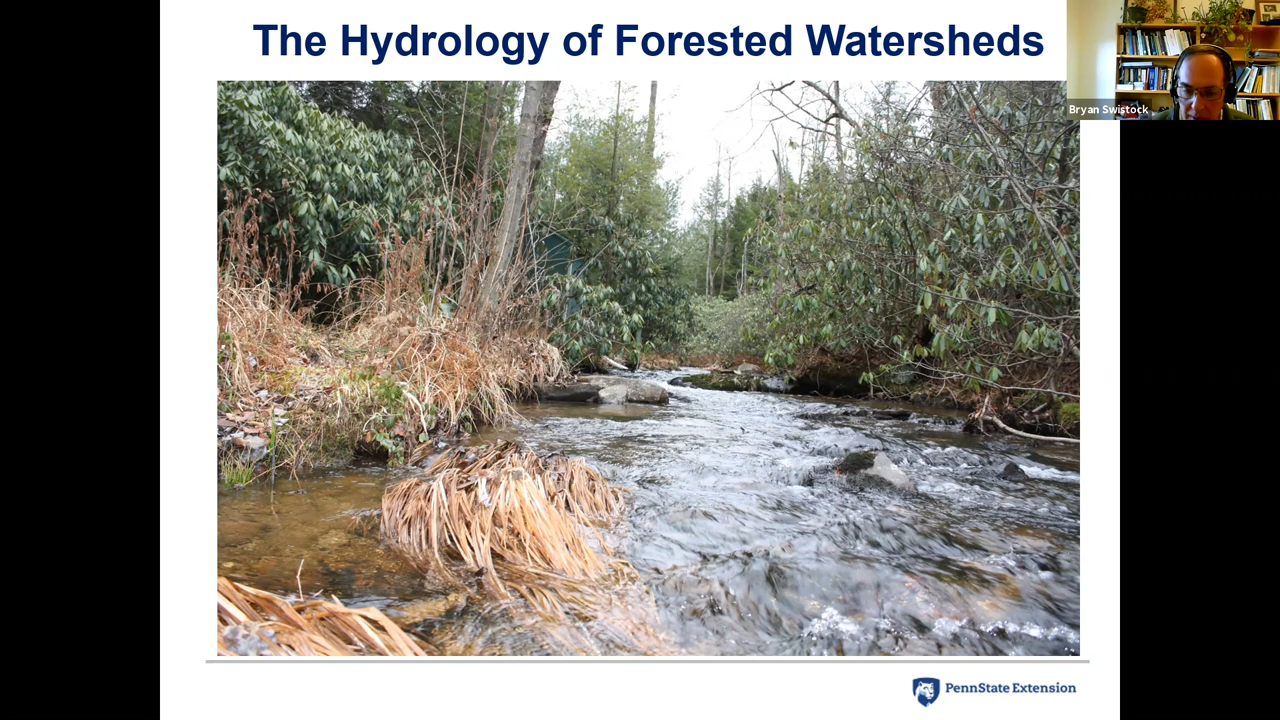 The Hydrology of Forested Watersheds
Bryan Swistock
PennState Extension